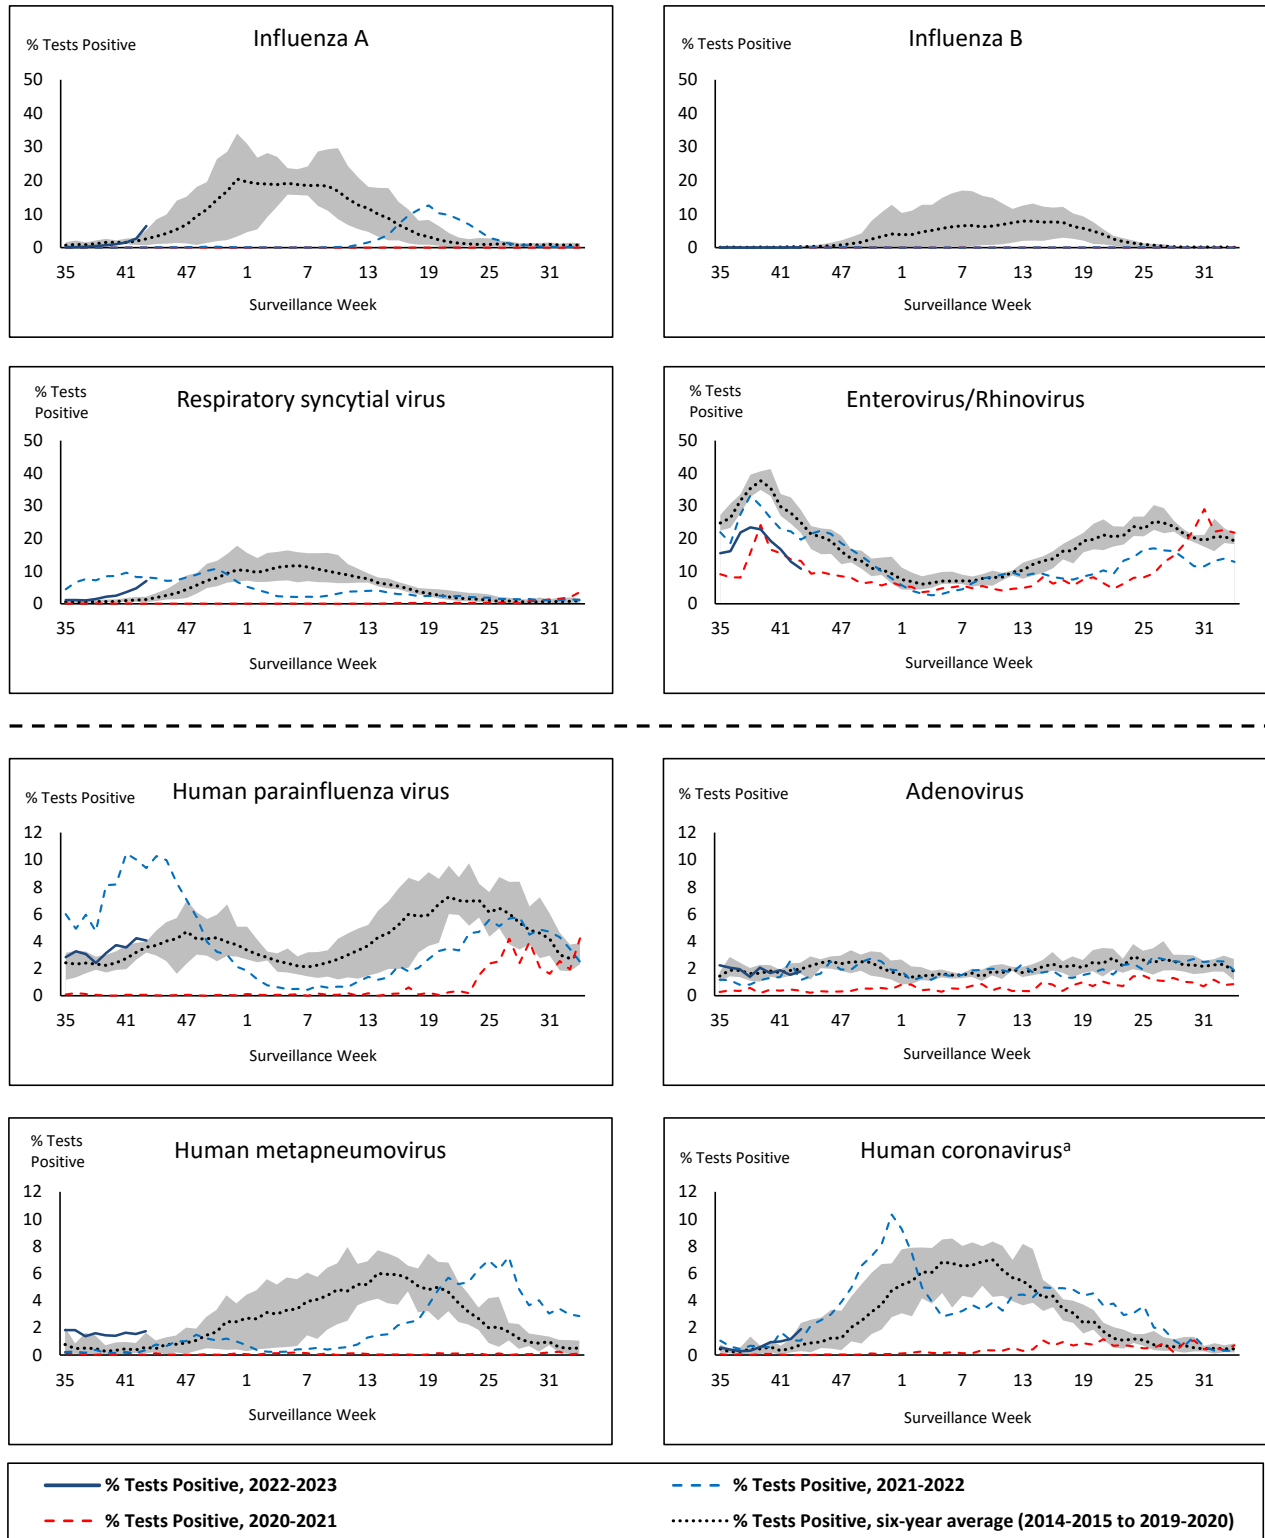 Influenza A
% Tests Positive
50
40
30
20
10
0
35 41 47 1 7 13 19 25 31
Surveillance Week
Influenza B
% Tests Positive
50
40
30
20
10
0
35 41 47 1 7 13 19 25 31
Surveillance Week
Respiratory syncytial virus
% Tests
Positive
50
40
30
20
10
0
35 41 47 1 7 13 19 25 31
Surveillance Week
Enterovirus/Rhinovirus
% Tests
Positive
50
40
30
20
10
0
35 41 47 1 7 13 19 25 31
Surveillance Week
Human parainfluenza virus
% Tests Positive
12
10
8
6
4
2
0
35 41 47 1 7 13 19 25 31
Surveillance Week
Adenovirus
% Tests Positive
12
10
8
6
4
2
0
35 41 47 1 7 13 19 25 31
Surveillance Week
Human metapneumovirus
% Tests
Positive
12
10
8
6
4
2
0
35 41 47 1 7 13 19 25 31
Surveillance Week
Human coronavirusᵃ
% Tests Positive
12
10
8
6
4
2
0
35 41 47 1 7 13 19 25 31
Surveillance Week
% Tests Positive, 2022-2023
% Tests Positive, 2021-2022
% Tests Positive, 2020-2021
% Tests Positive, six-year average (2014-2015 to 2019-2020)